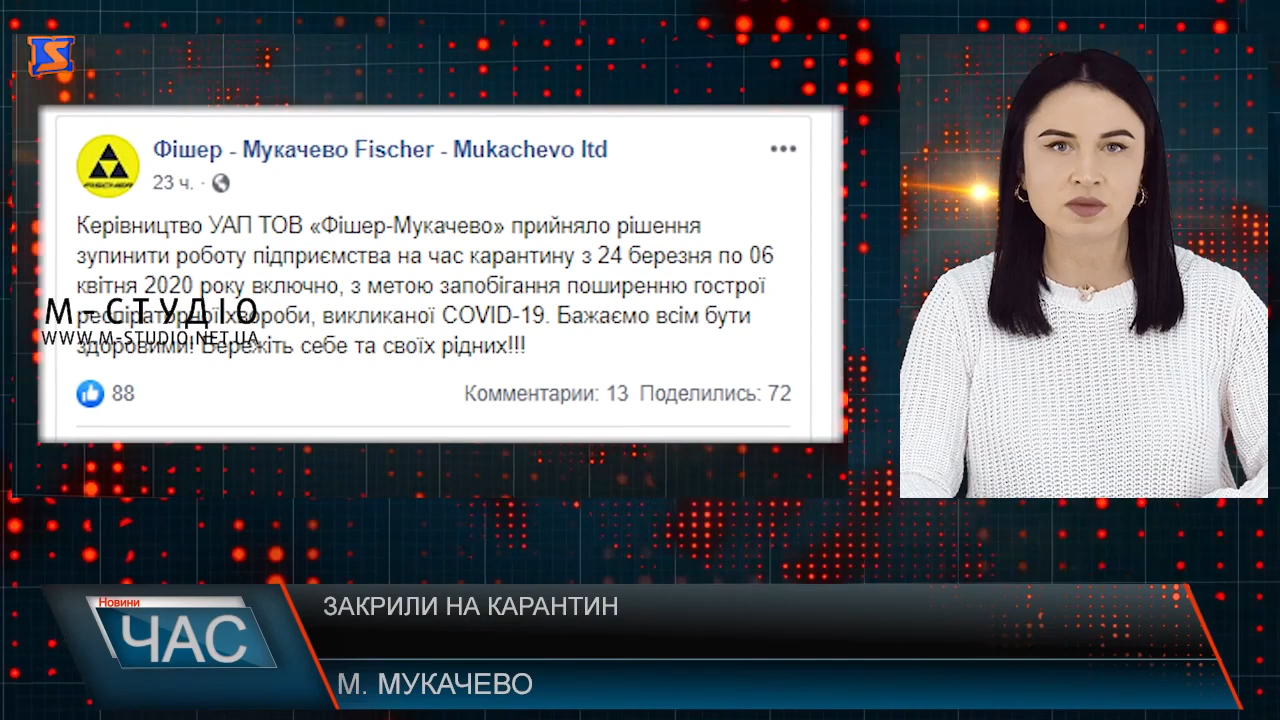 Фішер - Мукачево Fischer - Mukachevo ltd
23 ч. ·
FISCHER
Керівництво УАП ТОВ «Фішер-Мукачево» прийняло рішення
зупинити роботу підприємства на час карантину з 24 березня по 06
квітня 2020 року включно, з метою запобігання поширенню гострої
респіраторної хвороби, викликаної COVID-19. Бажаємо всім бути
здоровими! Бережіть себе та своїх рідних!!!
М-СТУДІО
WWW.M-STUDIO.NET.UA
88 Комментарии: 13 Поделились: 72
Новини
ЧАС
ЗАКРИЛИ НА КАРАНТИН
М. МУКАЧЕВО